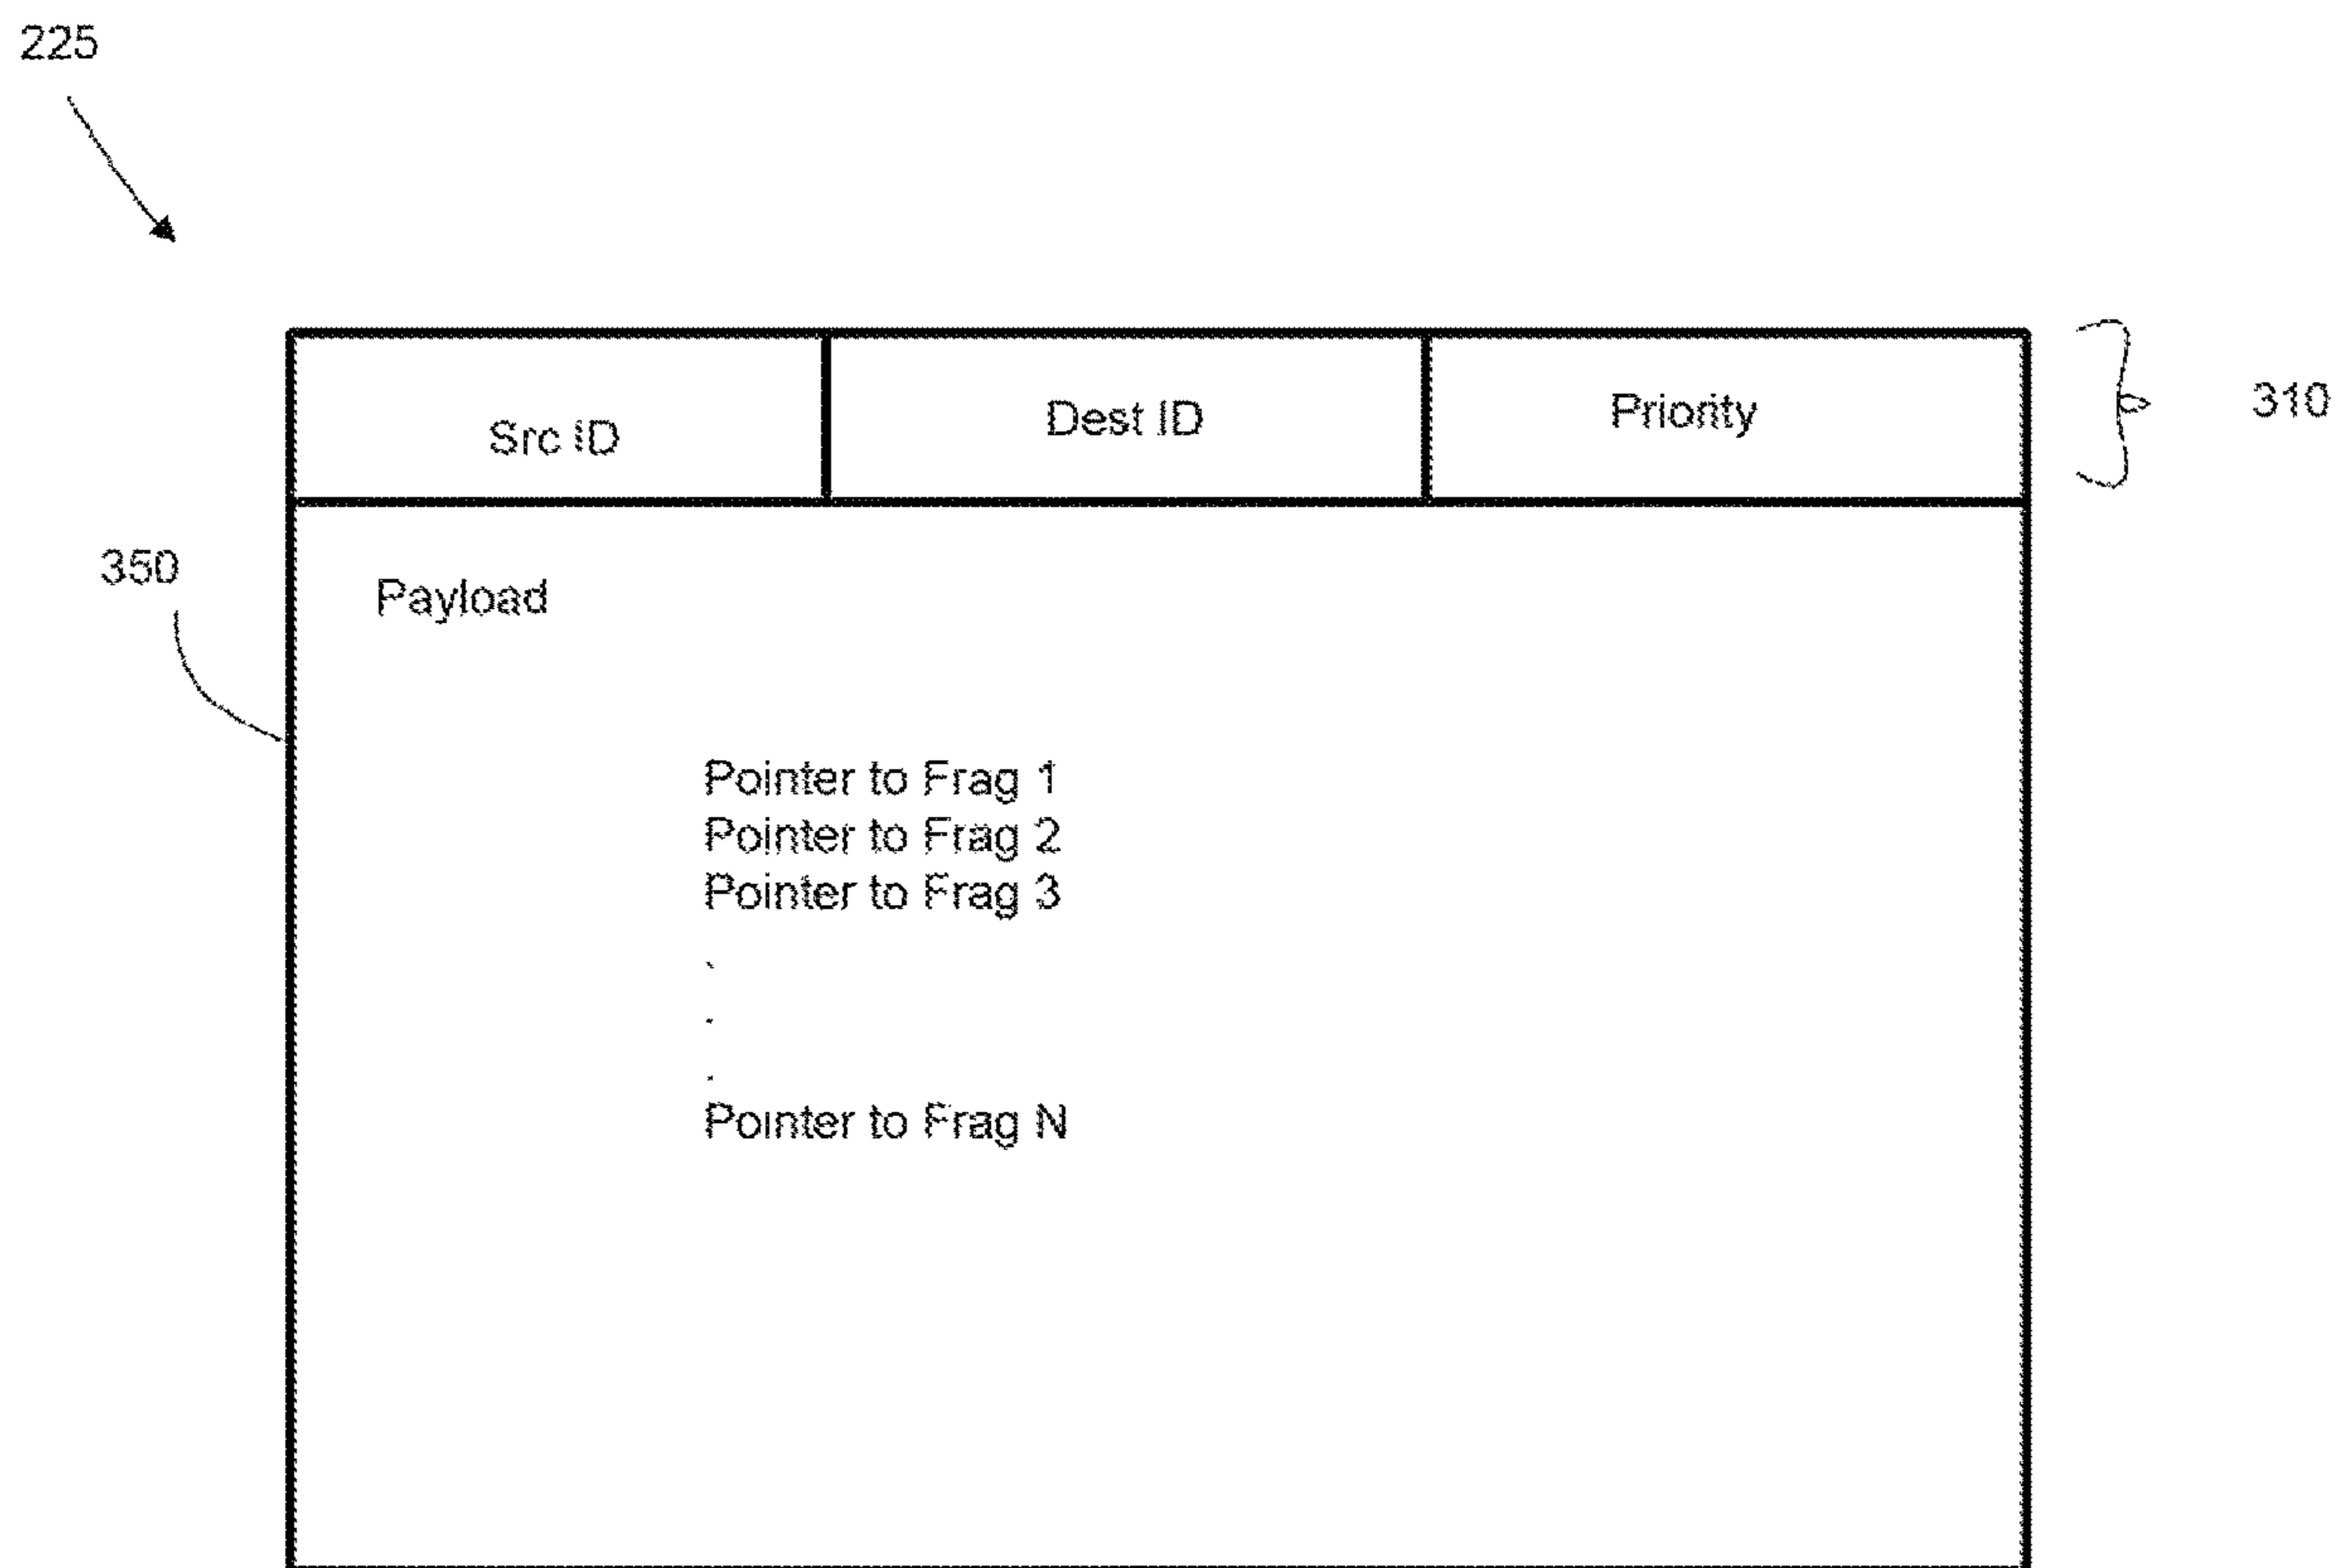 225
Src ID
Dest ID
Priority
310
350
Payload
Pointer to Frag 1
Pointer to Frag 2
Pointer to Frag 3
.
.
.
Pointer to Frag N